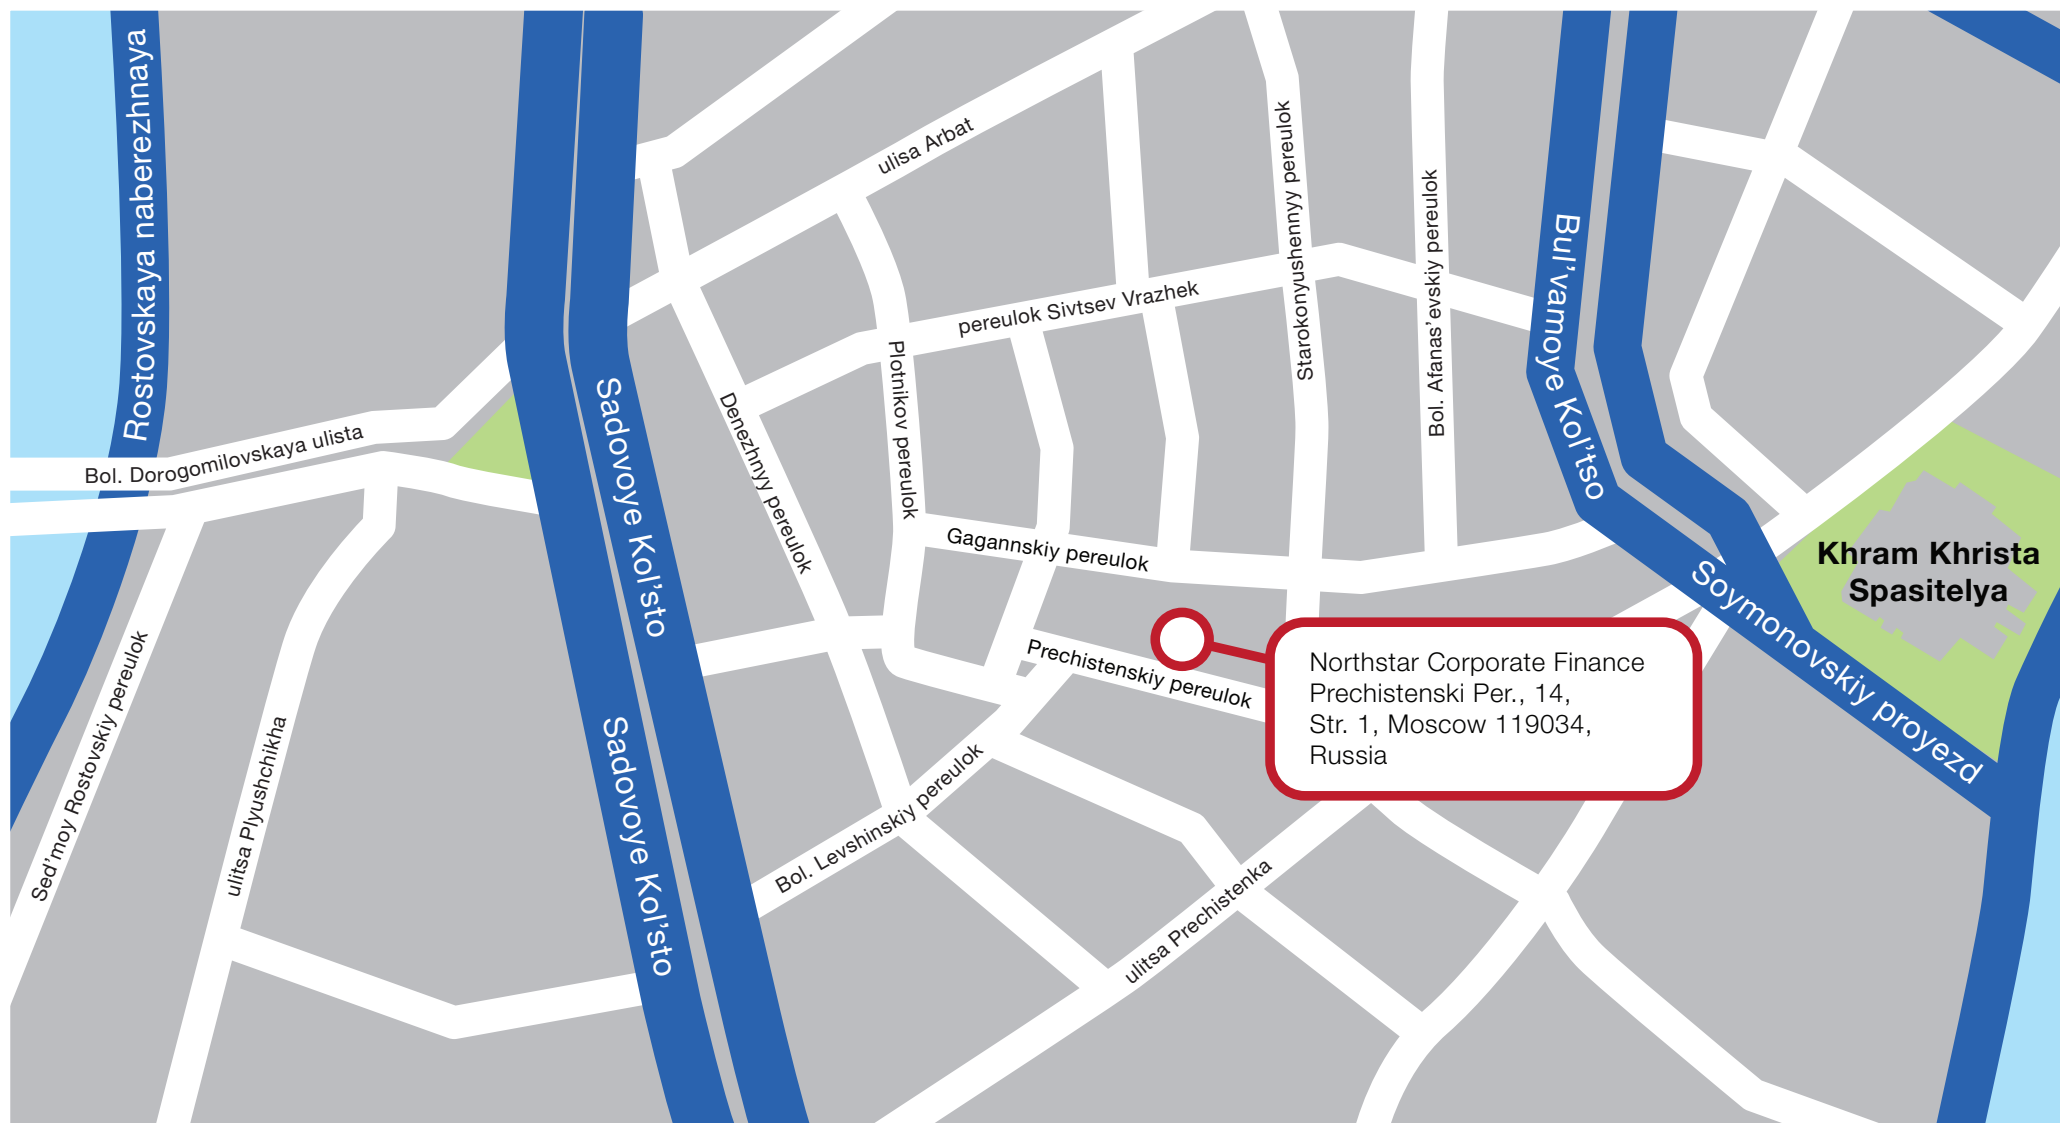 Rostovskaya naberezhnaya
ulisa Arbat
Starokonyushennyy pereulok
Bol. Afanas'evskiy pereulok
Bul'vamoye Kol'tso
pereulok Sivtsev Vrazhek
Plotnikov pereulok
Denezhnyy pereulok
Sadovoye Kol'sto
Bol. Dorogomilovskaya ulista
Gagannskiy pereulok
Khram Khrista
Spasitelya
Soymonovskiy proyezd
Prechistenskiy pereulok
Northstar Corporate Finance
Prechistenski Per., 14,
Str. 1, Moscow 119034,
Russia
Sed'moy Rostovskiy pereulok
ulitsa Plyushchikha
Sadovoye Kol'sto
Bol. Levshinskiy pereulok
ulitsa Prechistenka